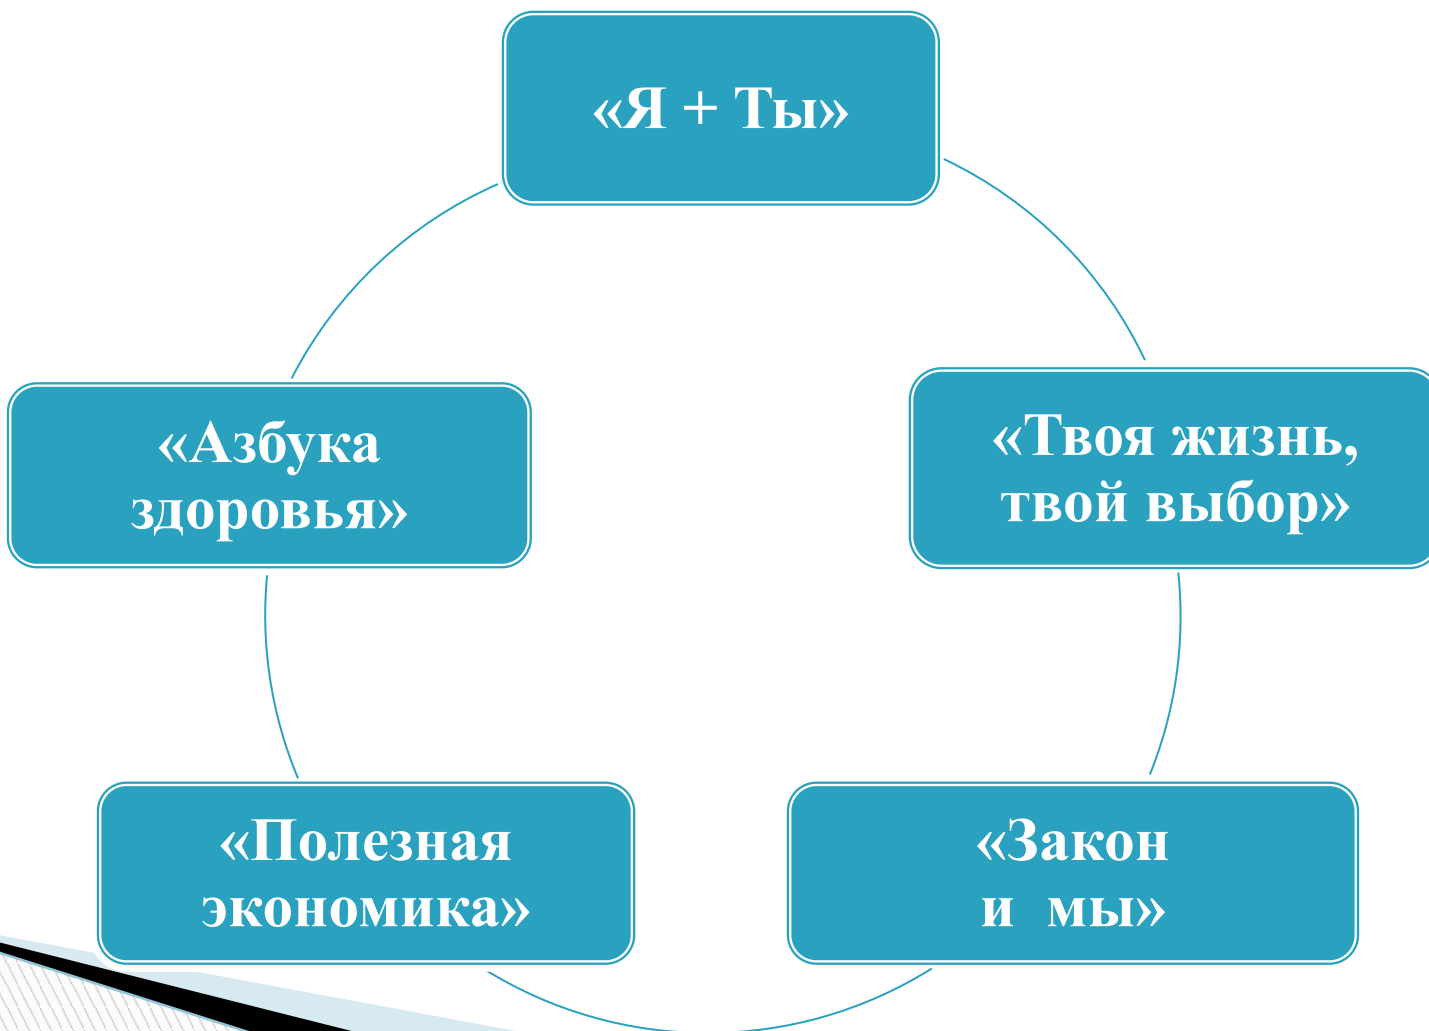 «Я + Ты»
«Твоя жизнь,
твой выбор»
«Закон
и мы»
«Полезная
экономика»
«Азбука
здоровья»